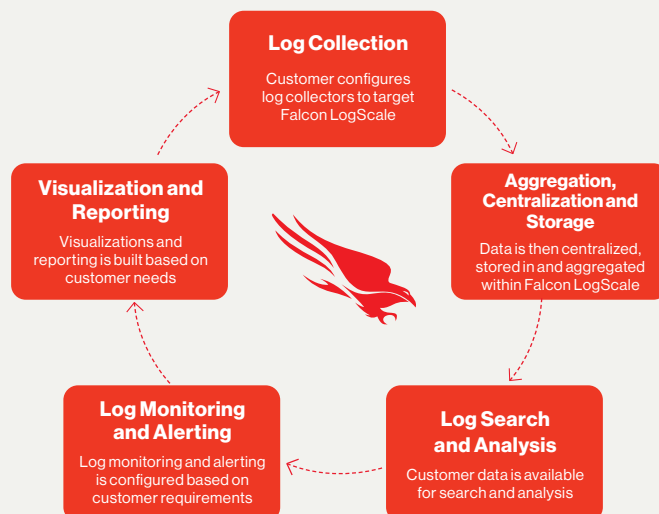 Log Collection
Customer configures
log collectors to target
Falcon LogScale
Aggregation,
Centralization and
Storage
Data is then centralized,
stored in and aggregated
within Falcon LogScale
Log Search
and Analysis
Customer data is available
for search and analysis
Log Monitoring
and Alerting
Log monitoring and alerting
is configured based on
customer requirements
Visualization and
Reporting
Visualizations and
reporting is built based on
customer needs